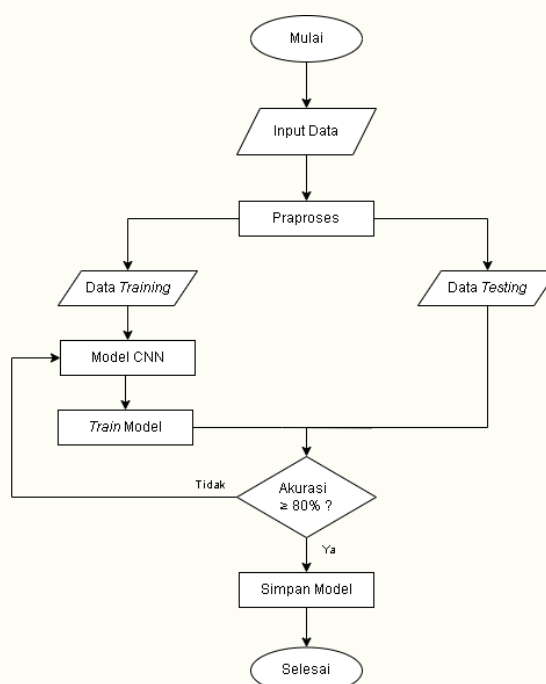 Mulai
Input Data
Praproses
Data Training
Data Testing
Model CNN
Train Model
Tidak
Akurasi
≥ 80% ?
Ya
Simpan Model
Selesai